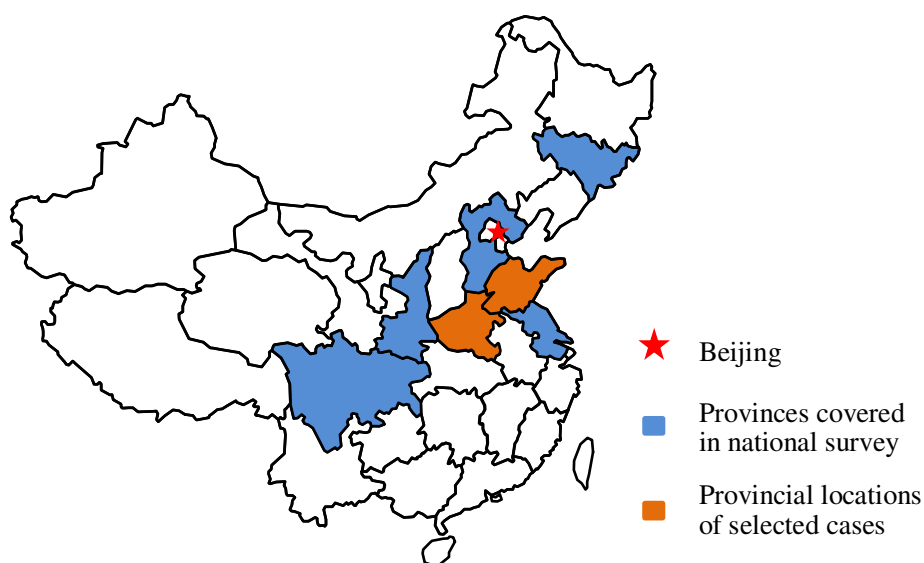 Beijing
Provinces covered
in national survey
Provincial locations
of selected cases